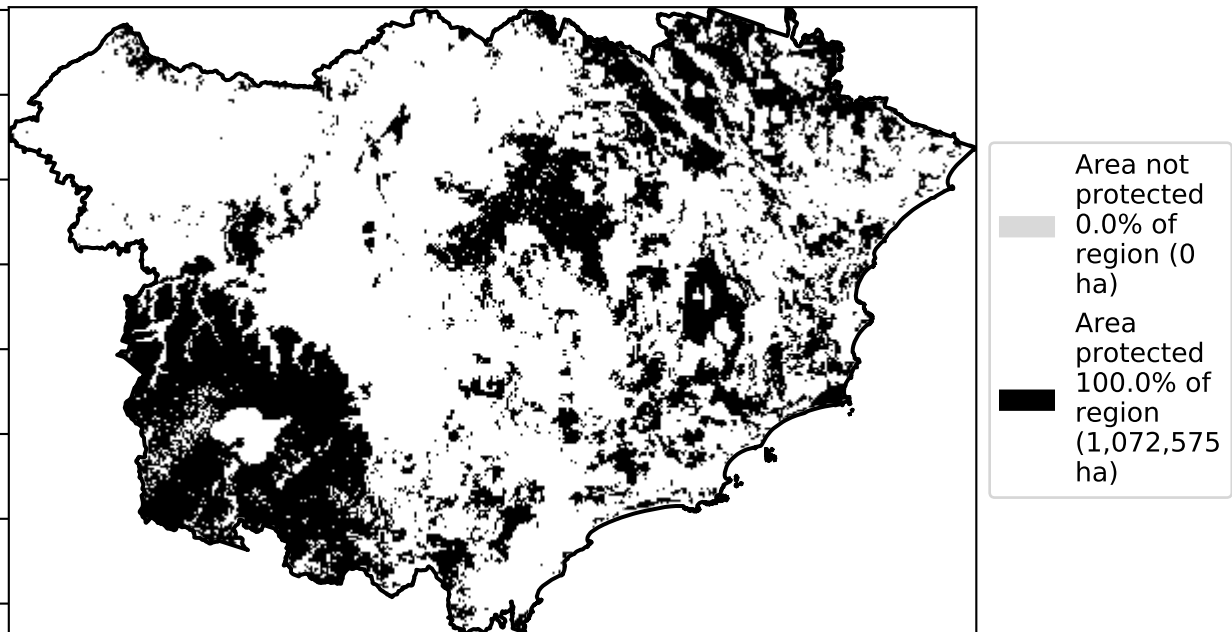 Area not
protected
0.0% of
region (0
ha)
Area
protected
100.0% of
region
(1,072,575
ha)